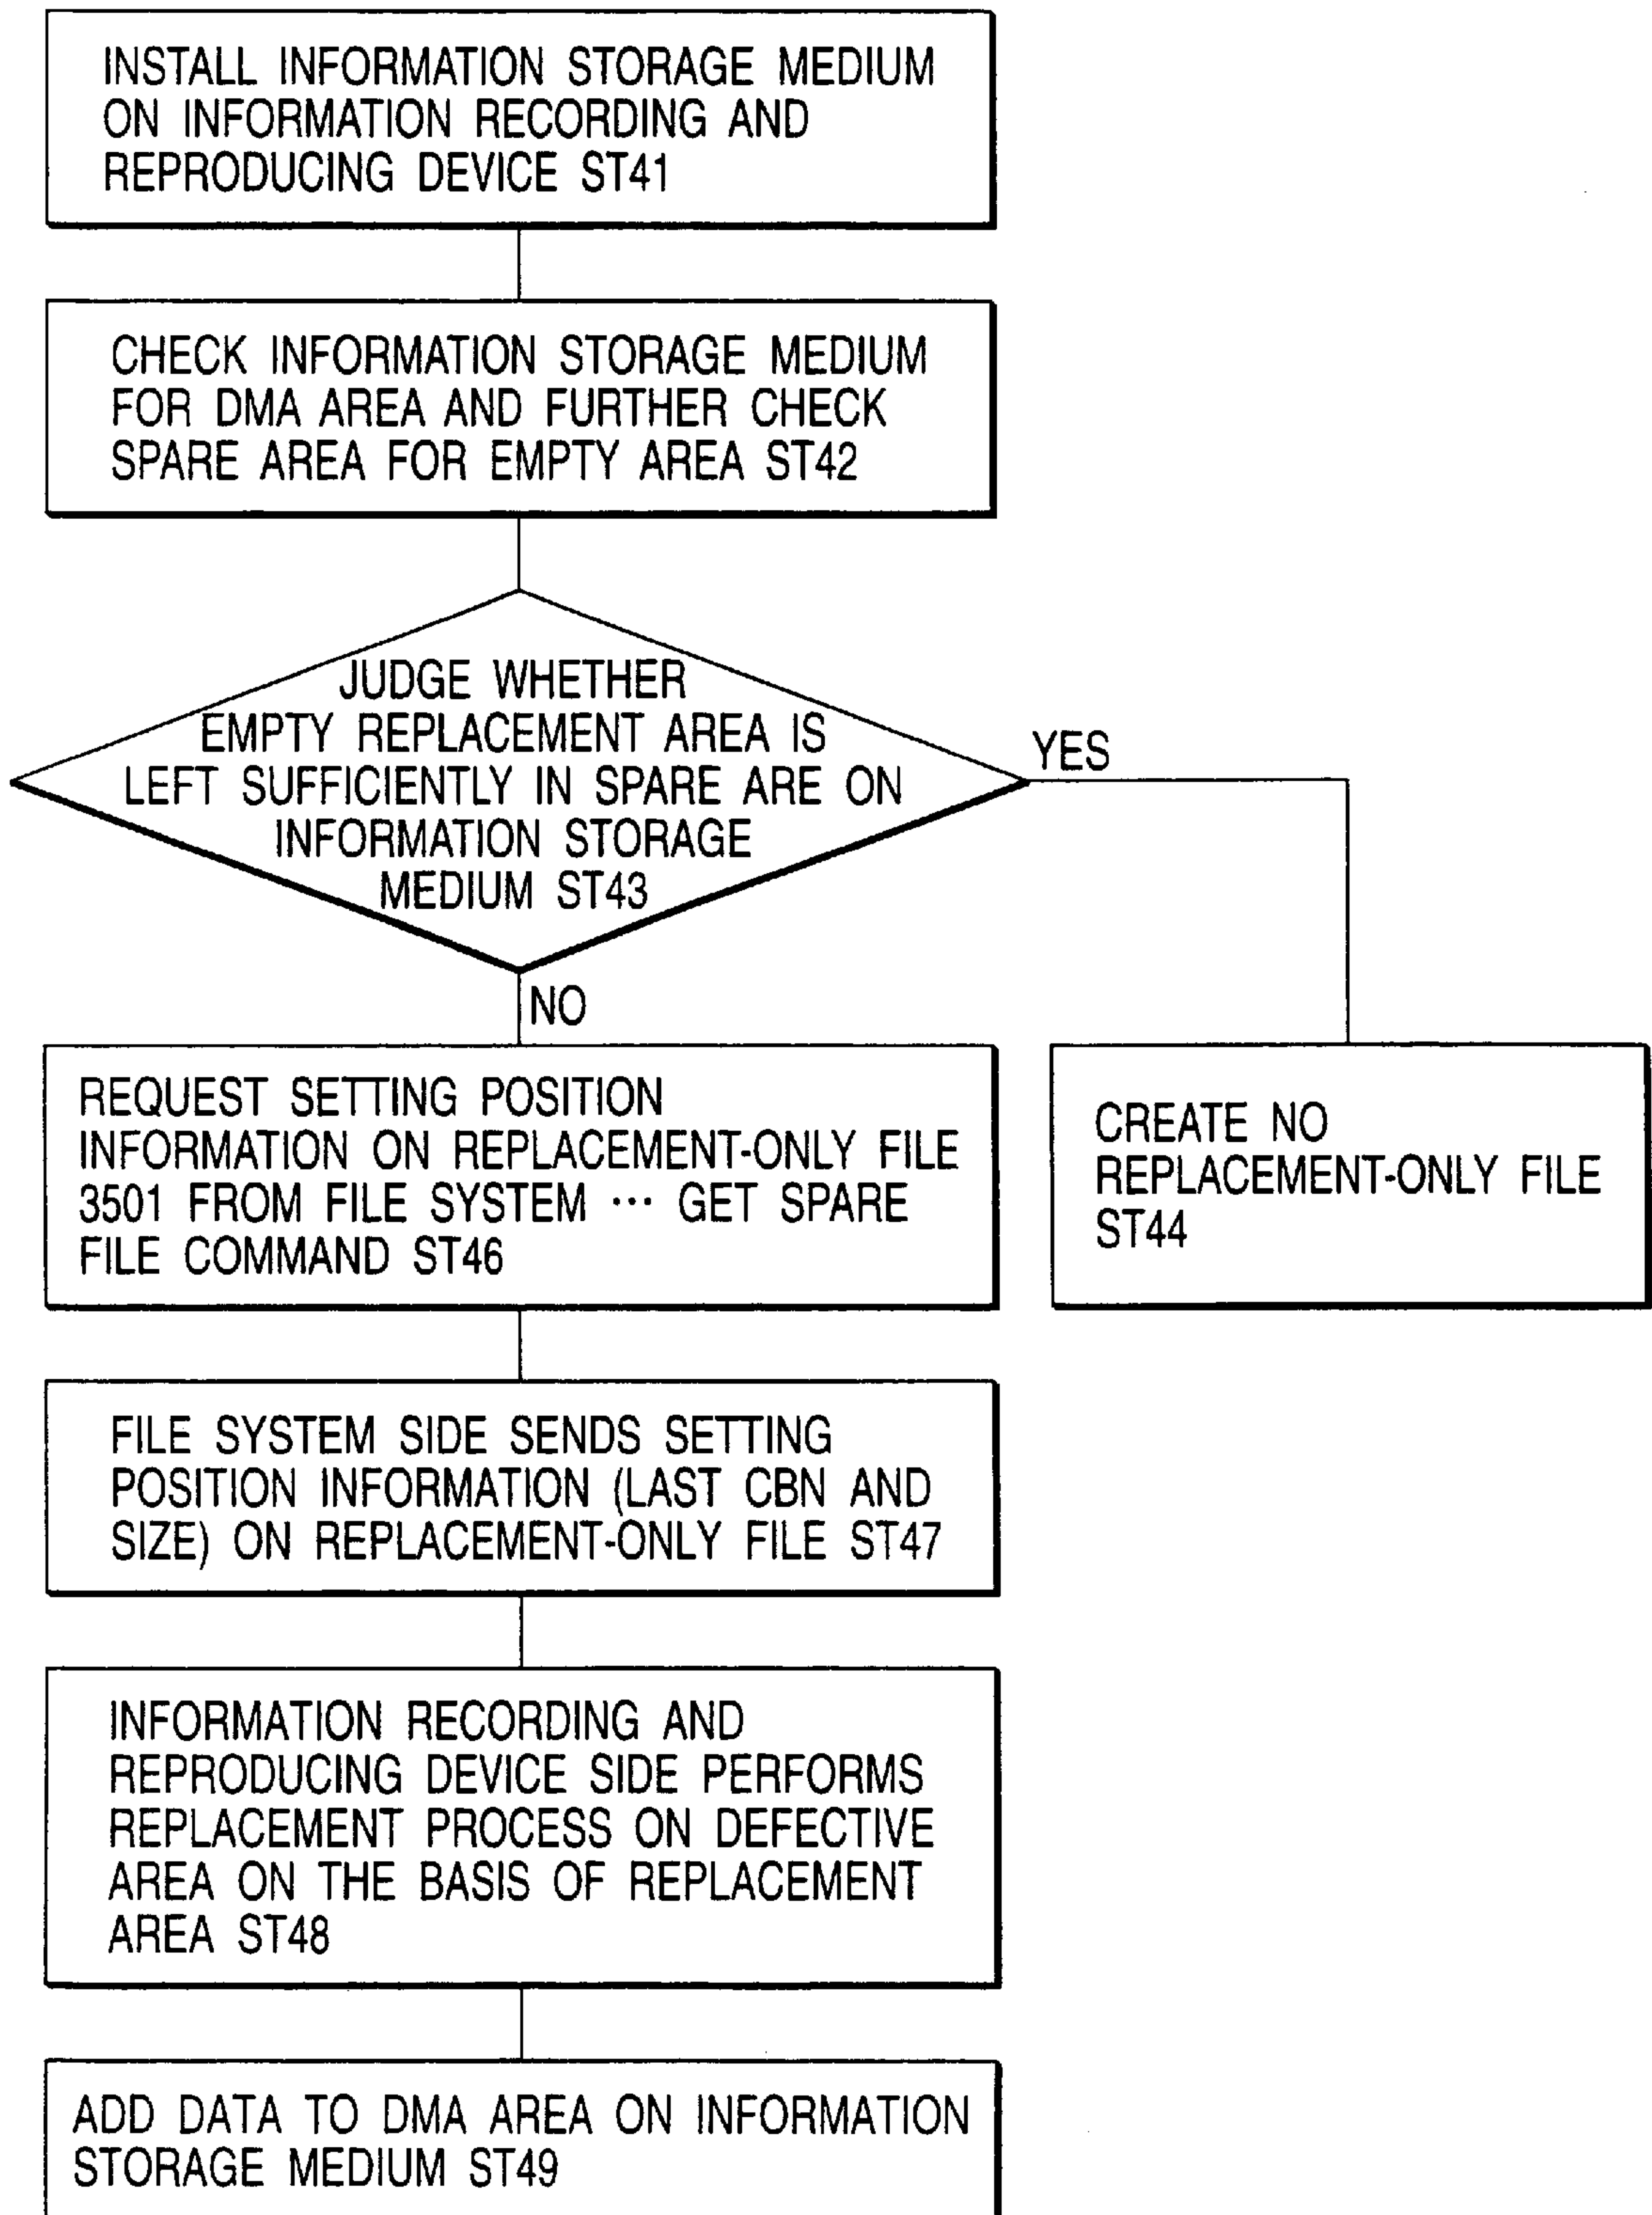 INSTALL INFORMATION STORAGE MEDIUM
ON INFORMATION RECORDING AND
REPRODUCING DEVICE ST41
CHECK INFORMATION STORAGE MEDIUM
FOR DMA AREA AND FURTHER CHECK
SPARE AREA FOR EMPTY AREA ST42
JUDGE WHETHER
EMPTY REPLACEMENT AREA IS
LEFT SUFFICIENTLY IN SPARE ARE ON
INFORMATION STORAGE
MEDIUM ST43
YES
NO
REQUEST SETTING POSITION
INFORMATION ON REPLACEMENT-ONLY FILE
3501 FROM FILE SYSTEM ··· GET SPARE
FILE COMMAND ST46
CREATE NO
REPLACEMENT-ONLY FILE
ST44
FILE SYSTEM SIDE SENDS SETTING
POSITION INFORMATION (LAST CBN AND
SIZE) ON REPLACEMENT-ONLY FILE ST47
INFORMATION RECORDING AND
REPRODUCING DEVICE SIDE PERFORMS
REPLACEMENT PROCESS ON DEFECTIVE
AREA ON THE BASIS OF REPLACEMENT
AREA ST48
ADD DATA TO DMA AREA ON INFORMATION
STORAGE MEDIUM ST49